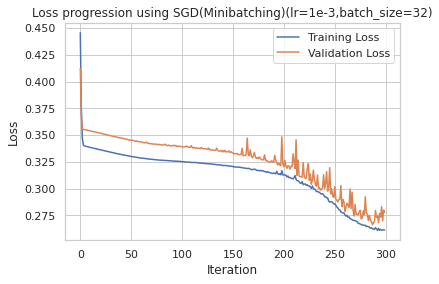 Loss progression using SGD(Minibatching)(lr=1e-3,batch_size=32)
Training Loss
Validation Loss
0.450
0.425
0.400
0.375
0.350
0.325
0.300
0.275
Loss
0 50 100 150 200 250 300
Iteration